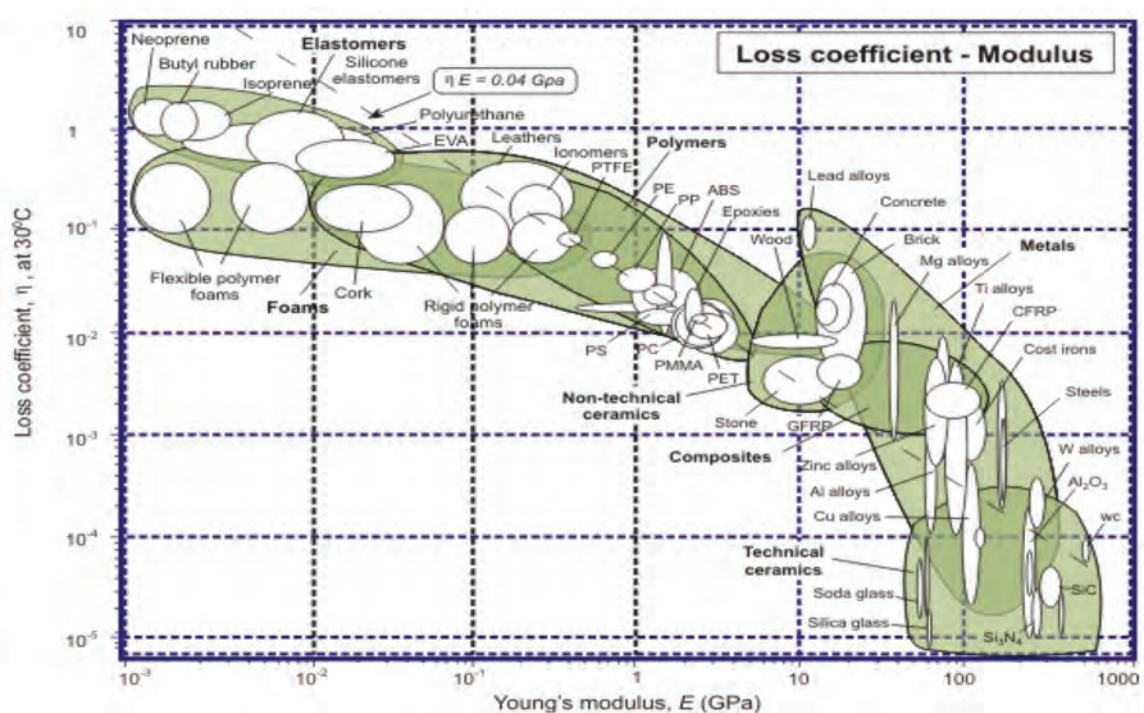 Loss coefficient - Modulus
10
1
10⁻¹
10⁻²
10⁻³
10⁻⁴
10⁻⁵
Loss coefficient, η , at 30⁰C
Neoprene
Butyl rubber
Isoprene
Elastomers
Silicone
elastomers
η E = 0.04 Gpa
Polyurethane
EVA
Leathers
Ionomers
PTFE
Polymers
PE
PP
ABS
Epoxies
Lead alloys
Concrete
Wood
Brick
Metals
Mg alloys
Ti alloys
CFRP
Cost irons
Steels
Flexible polymer
foams
Foams
Cork
Rigid polymer
foams
PS
PC
PMMA
PET
Non-technical
ceramics
Stone
GFRP
Composites
Zinc alloys
Al alloys
Cu alloys
W alloys
Al₂O₃
wc
Technical
ceramics
Soda glass
SiC
Silica glass
Si₃N₄
10⁻³
10⁻²
10⁻¹
1
10
100
1000
Young's modulus, E (GPa)